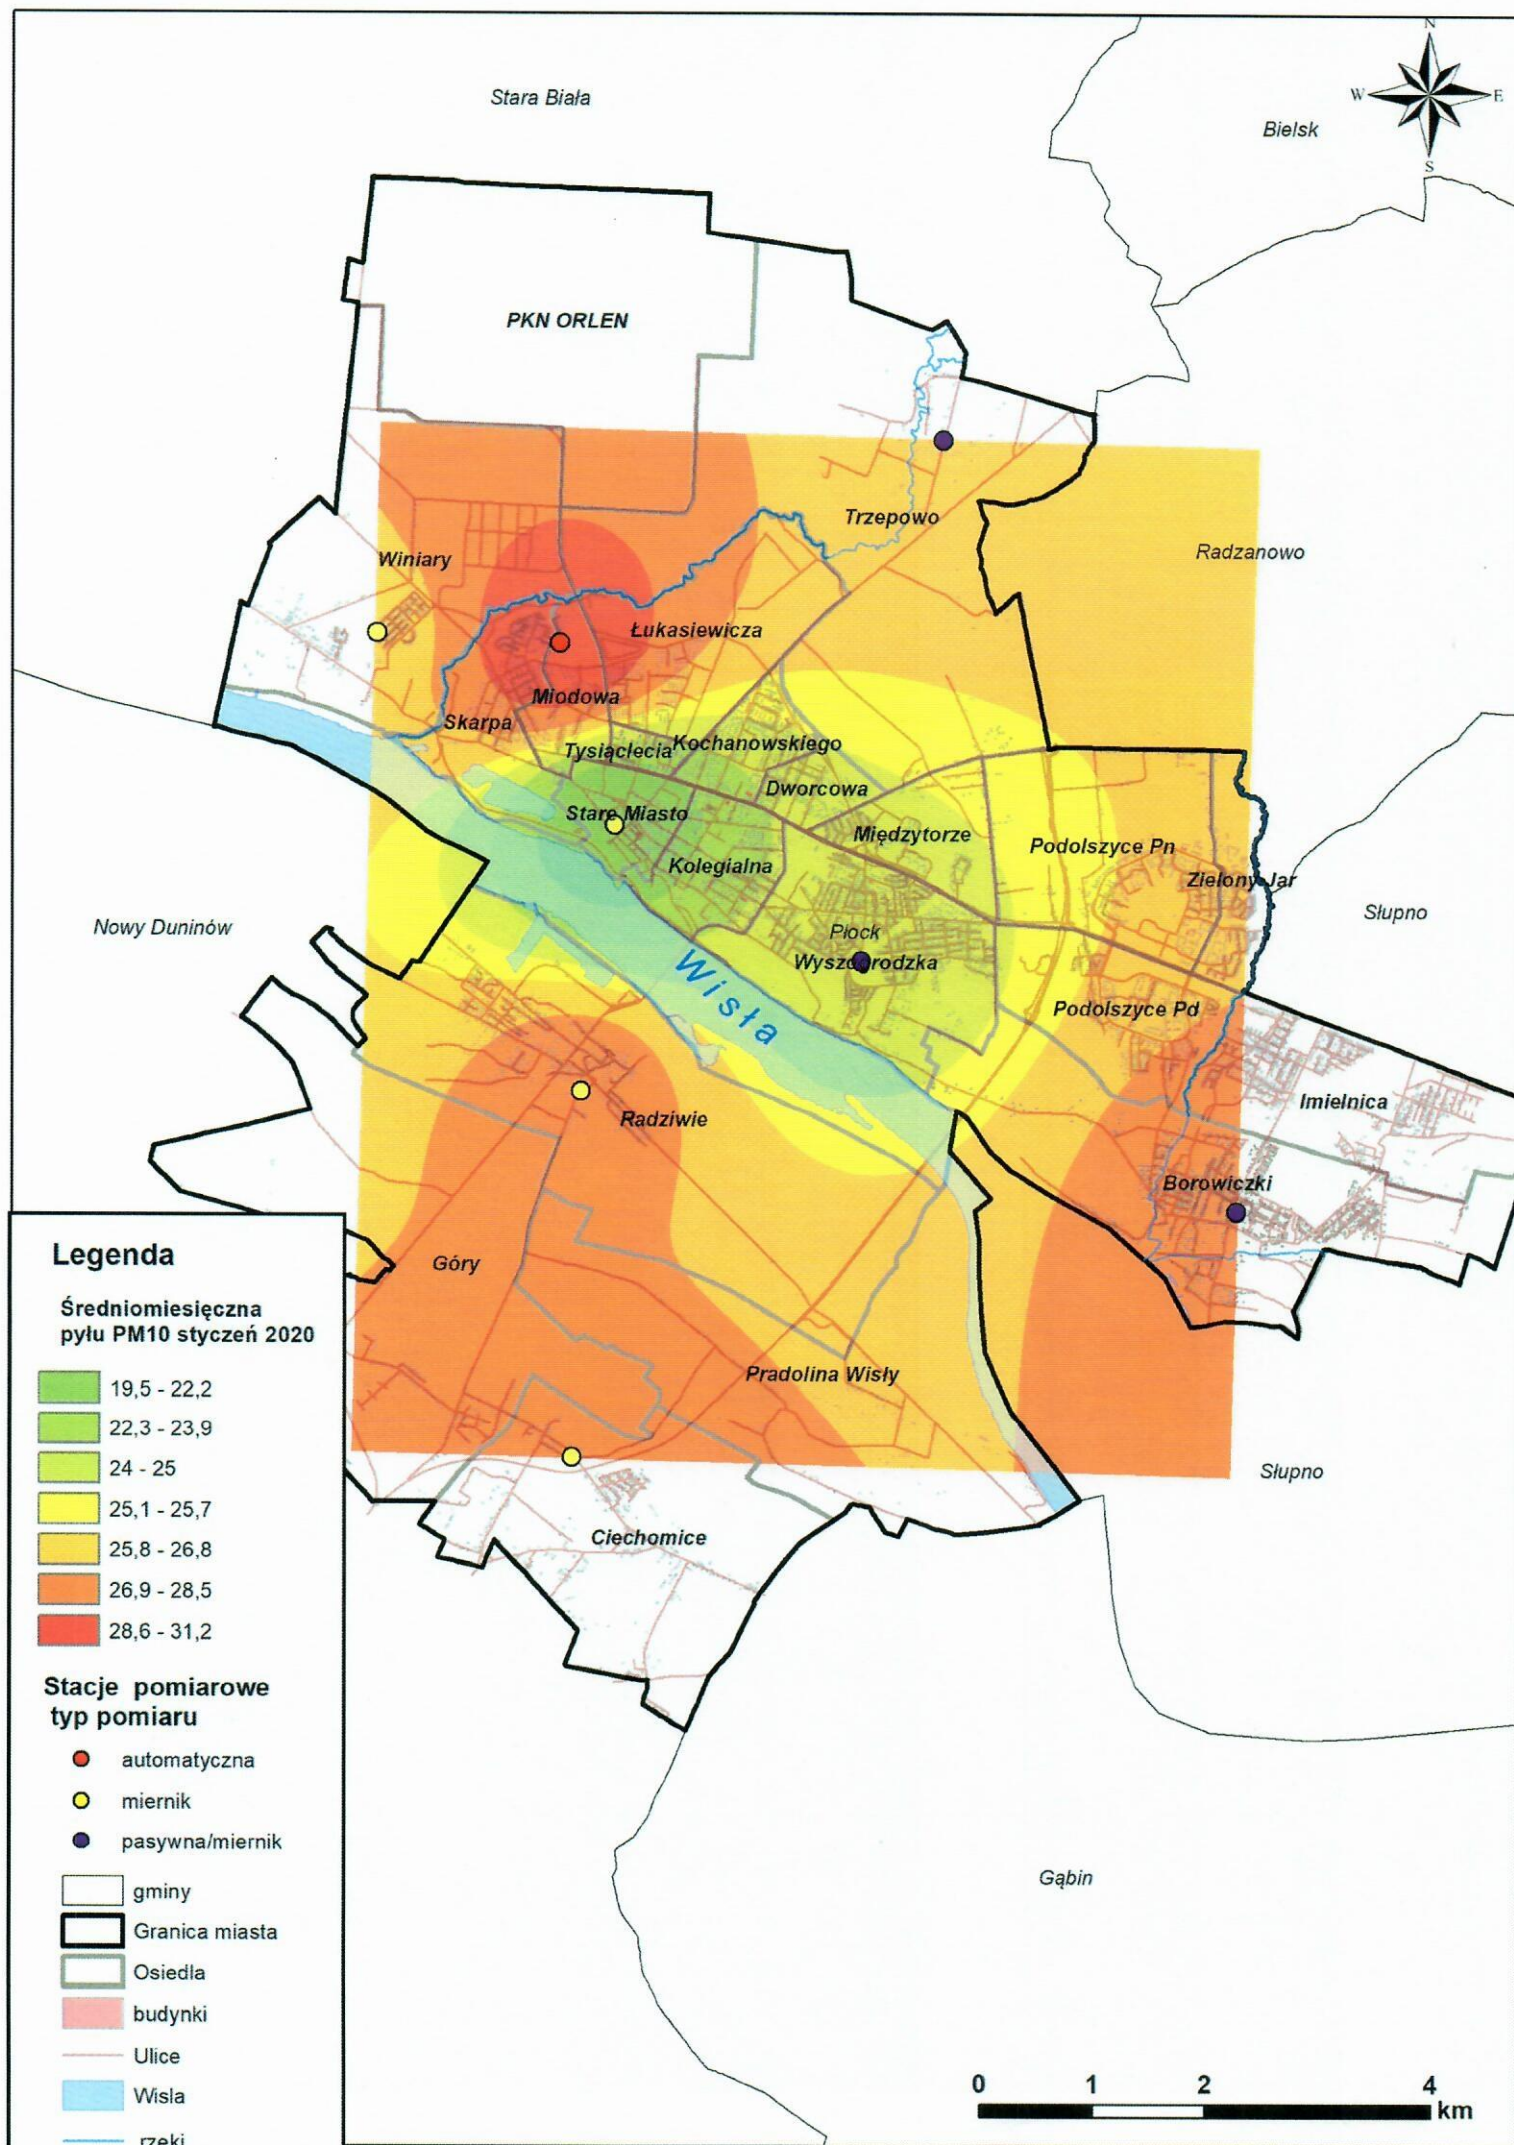 N
W
E
S
Stara Biała
Bielsk
PKN ORLEN
Trzepowo
Winiary
Radzanowo
Łukasiewicza
Miodowa
Skarpa
Tysiąclecia
Kochanowskiego
Dworcowa
Stare Miasto
Międzytorze
Podolszyce Pn
Kolegialna
Zielony Jar
Słupno
Nowy Duninów
Płock
Wyszogrodzka
Wisła
Podolszyce Pd
Imielnica
Radziwie
Borowiczki
Góry
Pradolina Wisły
Słupno
Ciechomice
Gąbin
Legenda
Średniomiesięczna
pyłu PM10 styczeń 2020
19,5 - 22,2
22,3 - 23,9
24 - 25
25,1 - 25,7
25,8 - 26,8
26,9 - 28,5
28,6 - 31,2
Stacje pomiarowe
typ pomiaru
automatyczna
miernik
pasywna/miernik
gminy
Granica miasta
Osiedla
budynki
Ulice
Wisla
rzeki
0 1 2 4
km